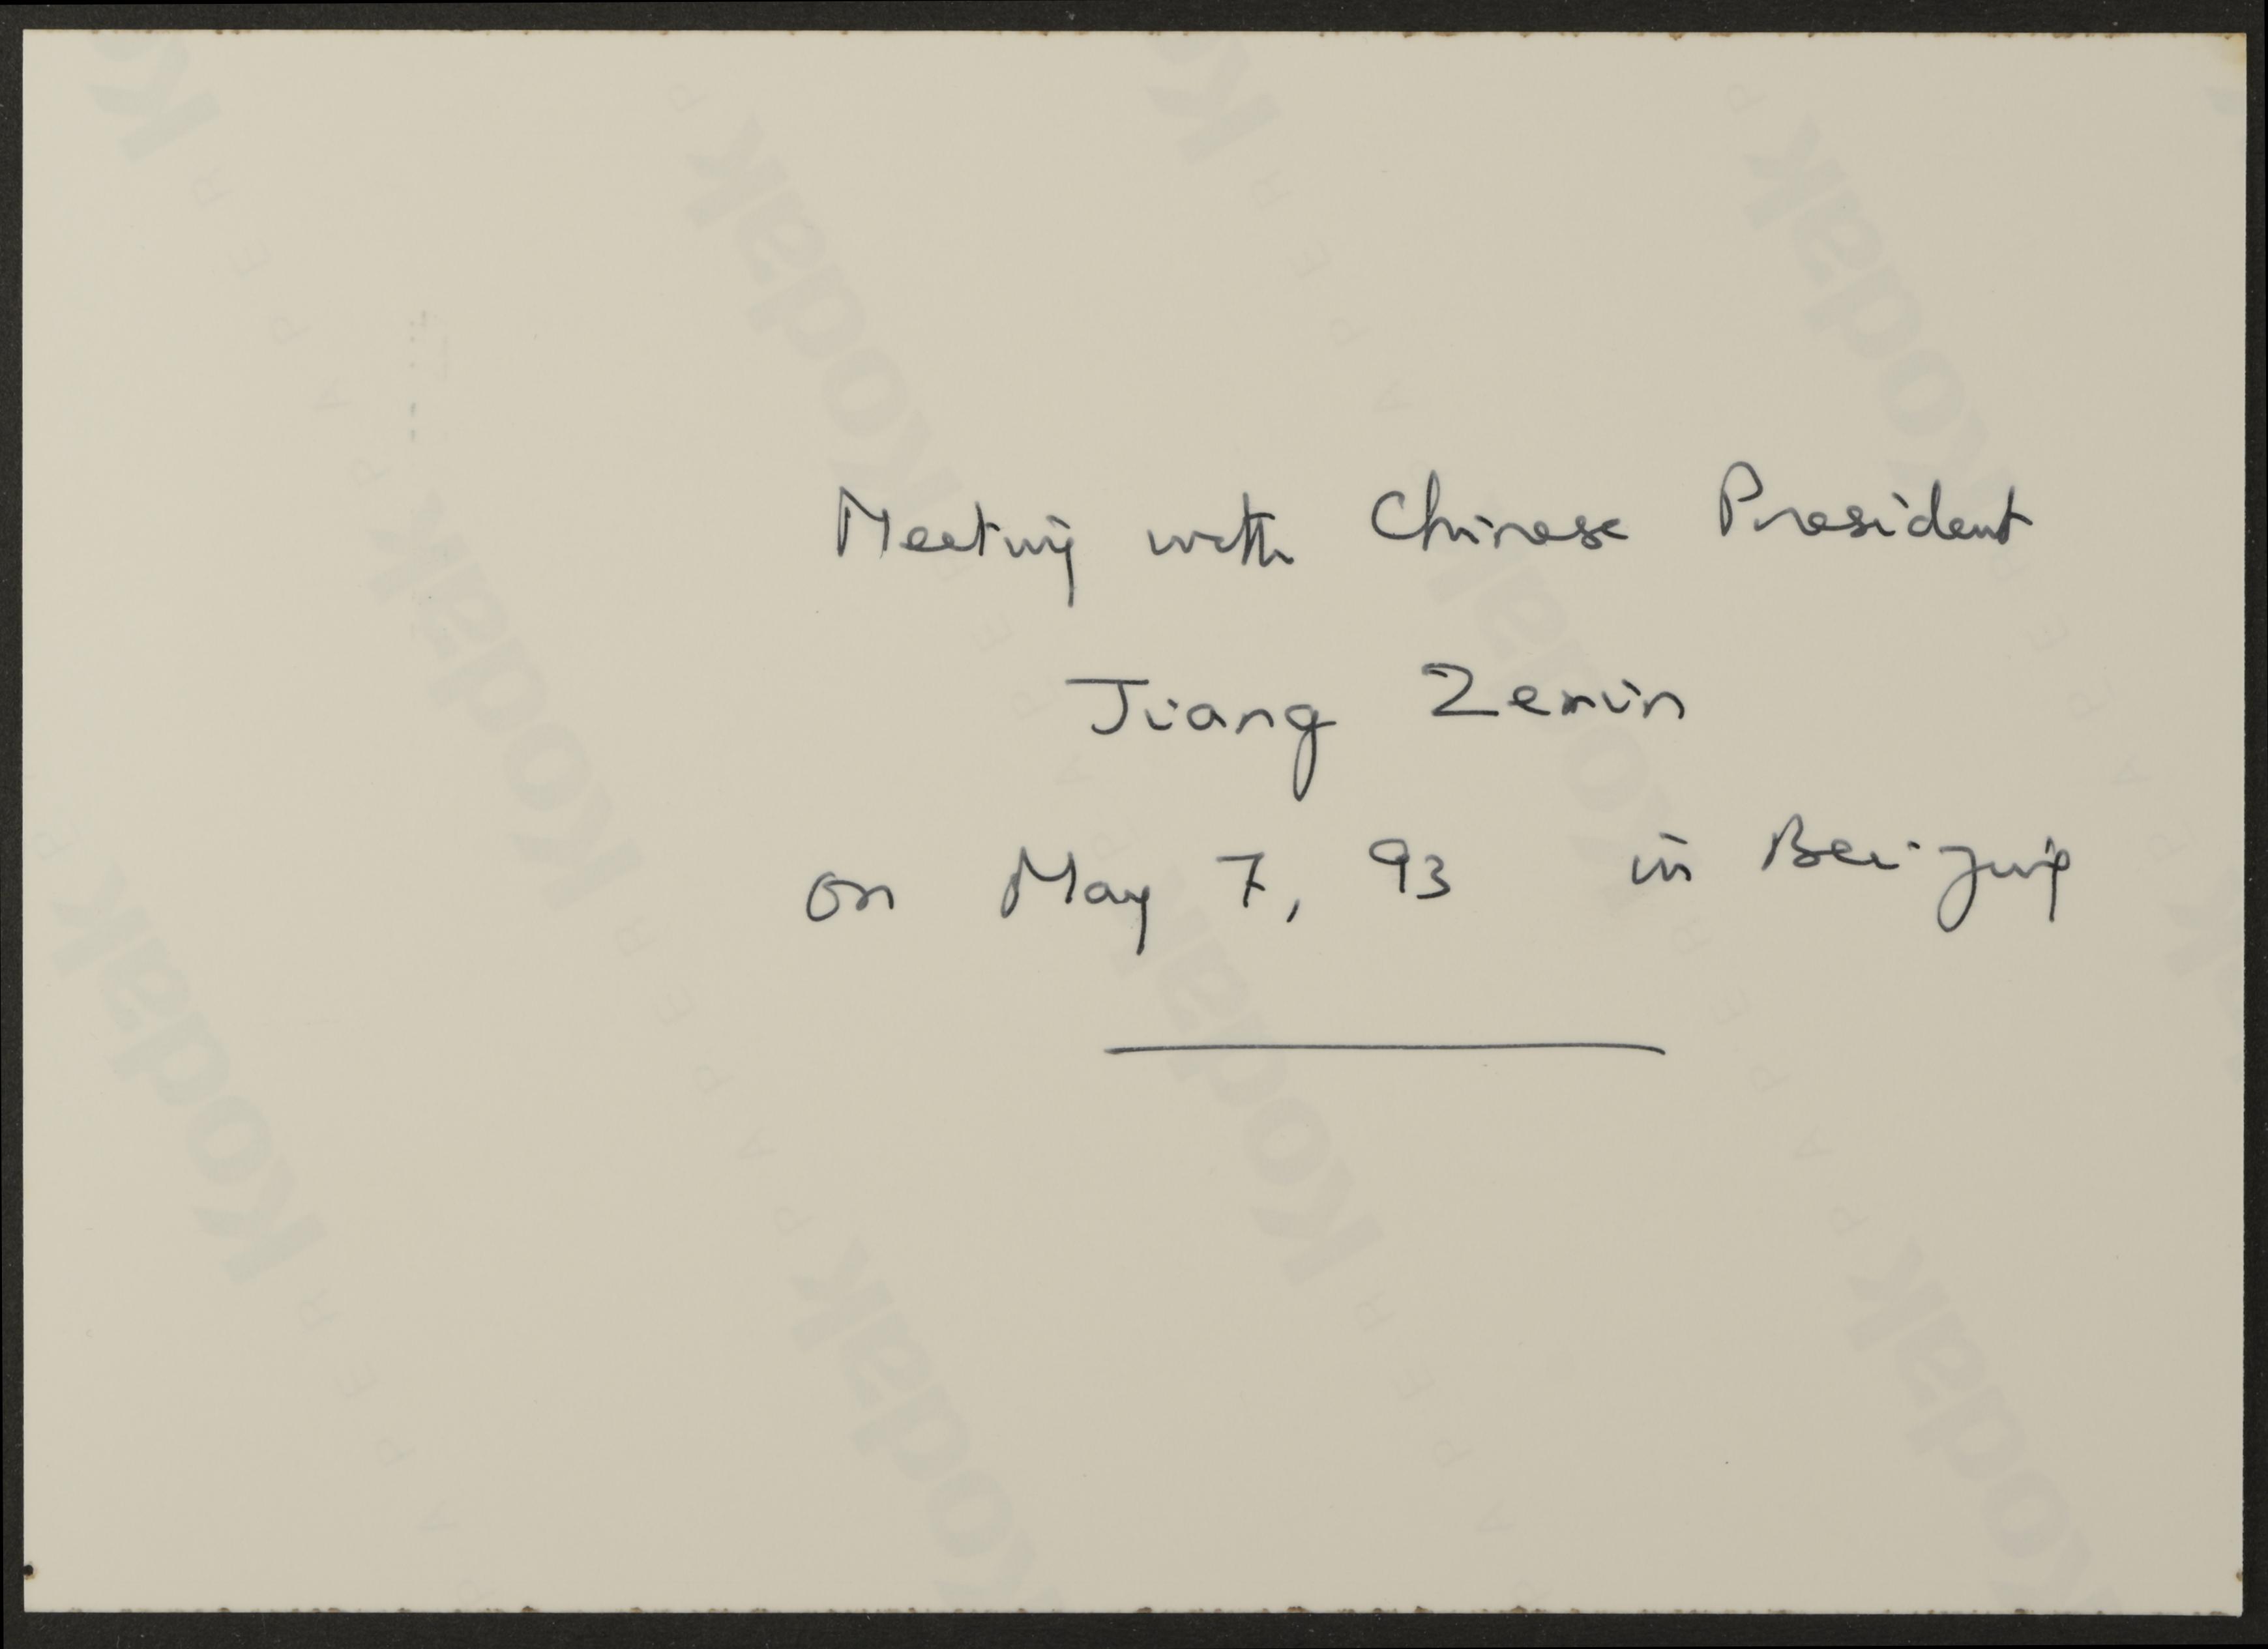 Meeting with Chinese President
Jiang Zemin
on May 7, 93 in Bei-jing